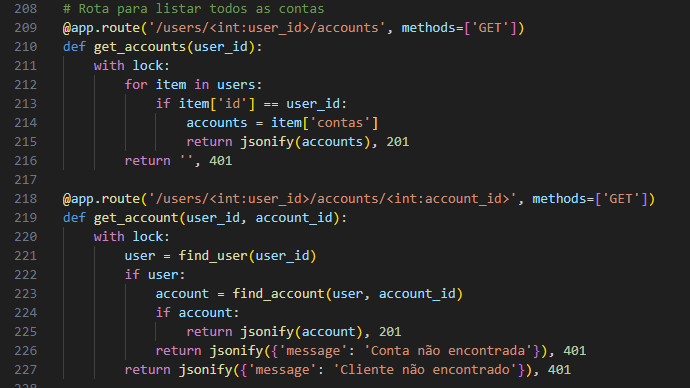 208 # Rota para listar todos as contas
209 @app.route('/users/<int:user_id>/accounts', methods=['GET'])
210 def get_accounts(user_id):
211     with lock:
212         for item in users:
213             if item['id'] == user_id:
214                 accounts = item['contas']
215                 return jsonify(accounts), 201
216         return '', 401
217
218 @app.route('/users/<int:user_id>/accounts/<int:account_id>', methods=['GET'])
219 def get_account(user_id, account_id):
220     with lock:
221         user = find_user(user_id)
222         if user:
223             account = find_account(user, account_id)
224             if account:
225                 return jsonify(account), 201
226             return jsonify({'message': 'Conta não encontrada'}), 401
227         return jsonify({'message': 'Cliente não encontrado'}), 401